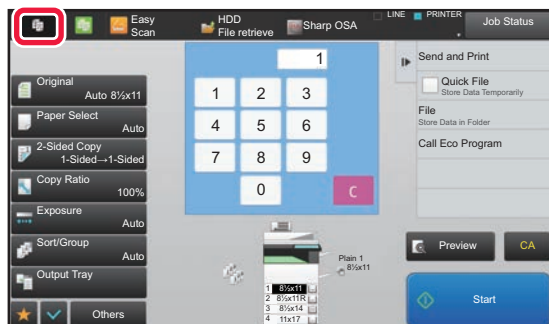 Easy
Scan
HDD
File retrieve
Sharp OSA
LINE
PRINTER
Job Status
1
Original
Auto 8½x11
Paper Select
Auto
2-Sided Copy
1-Sided→1-Sided
Copy Ratio
100%
Exposure
Auto
Sort/Group
Auto
Output Tray
Others
1 2 3
4 5 6
7 8 9
0 C
Plain 1
8½x11
1 8½x11
2 8½x11R
3 8½x14
4 11x17
Send and Print
Quick File
Store Data Temporarily
File
Store Data in Folder
Call Eco Program
Preview
CA
Start